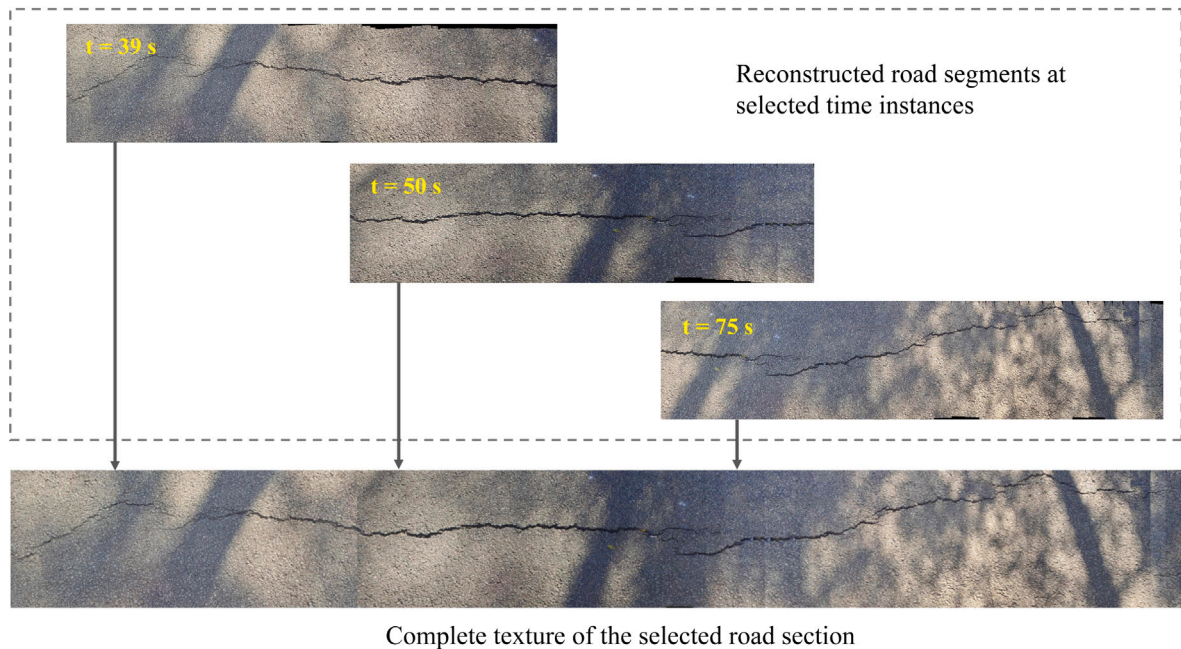 t = 39 s
Reconstructed road segments at
selected time instances
t = 50 s
t = 75 s
Complete texture of the selected road section